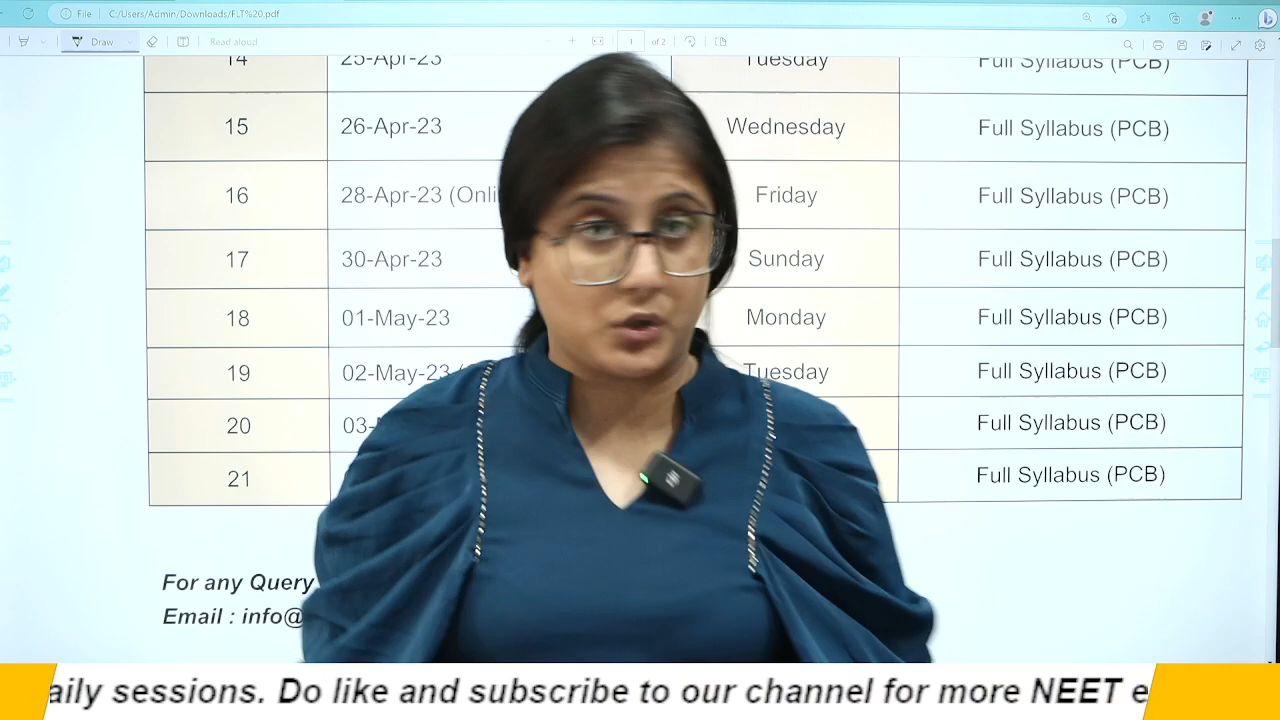 File C:/Users/Admin/Downloads/FLT%20.pdf
Draw Read aloud 1 of 2
14 25-Apr-23 Tuesday Full Syllabus (PCB)
15 26-Apr-23 Wednesday Full Syllabus (PCB)
16 28-Apr-23 (Onli Friday Full Syllabus (PCB)
17 30-Apr-23 Sunday Full Syllabus (PCB)
18 01-May-23 Monday Full Syllabus (PCB)
19 02-May-23 Tuesday Full Syllabus (PCB)
20 03- Full Syllabus (PCB)
21 Full Syllabus (PCB)
For any Query
Email : info@
aily sessions. Do like and subscribe to our channel for more NEET e